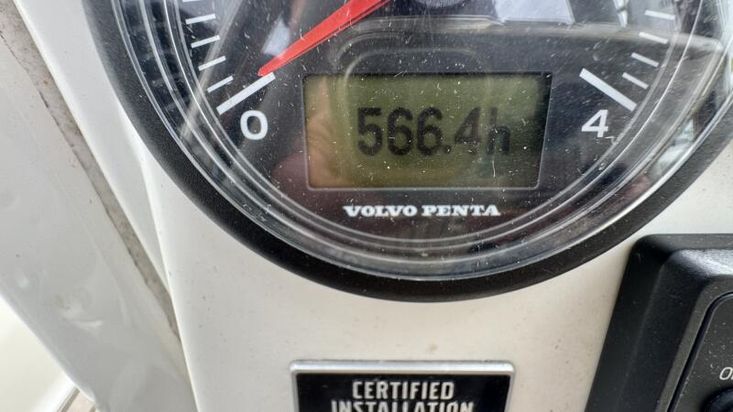 0
566.4h
4
VOLVO PENTA
CERTIFIED
INSTALLATION